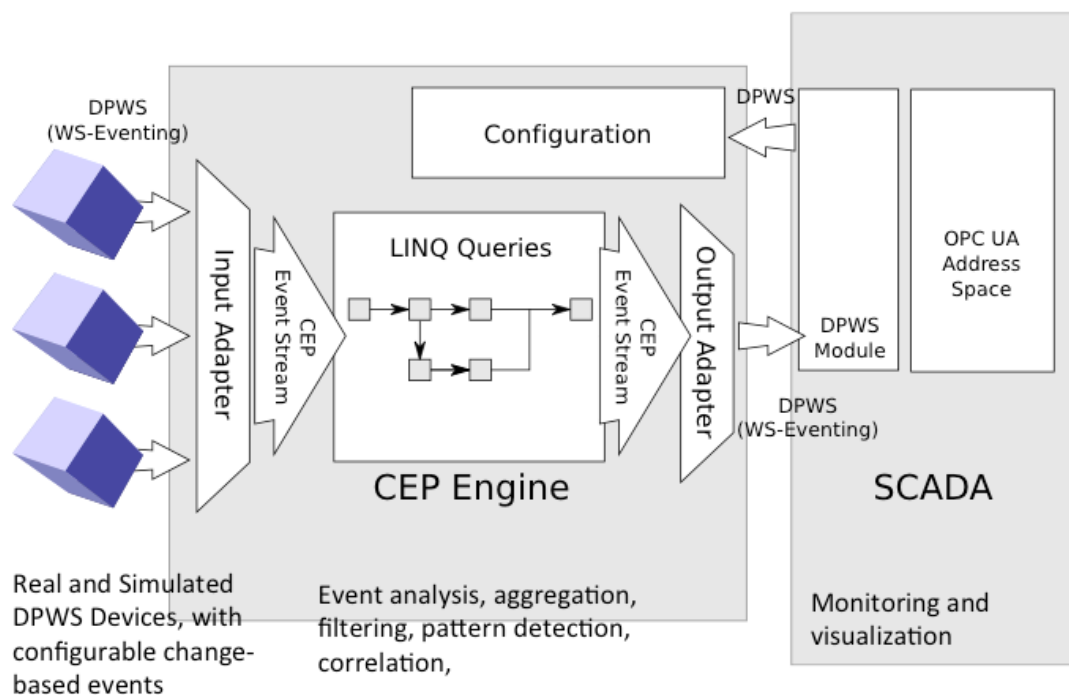 DPWS
(WS-Eventing)
Input Adapter
CEP
Event Stream
Configuration
LINQ Queries
CEP
Event Stream
Output Adapter
CEP Engine
DPWS
DPWS
Module
OPC UA
Address
Space
DPWS
(WS-Eventing)
SCADA
Real and Simulated
DPWS Devices, with
configurable change-
based events
Event analysis, aggregation,
filtering, pattern detection,
correlation,
Monitoring and
visualization